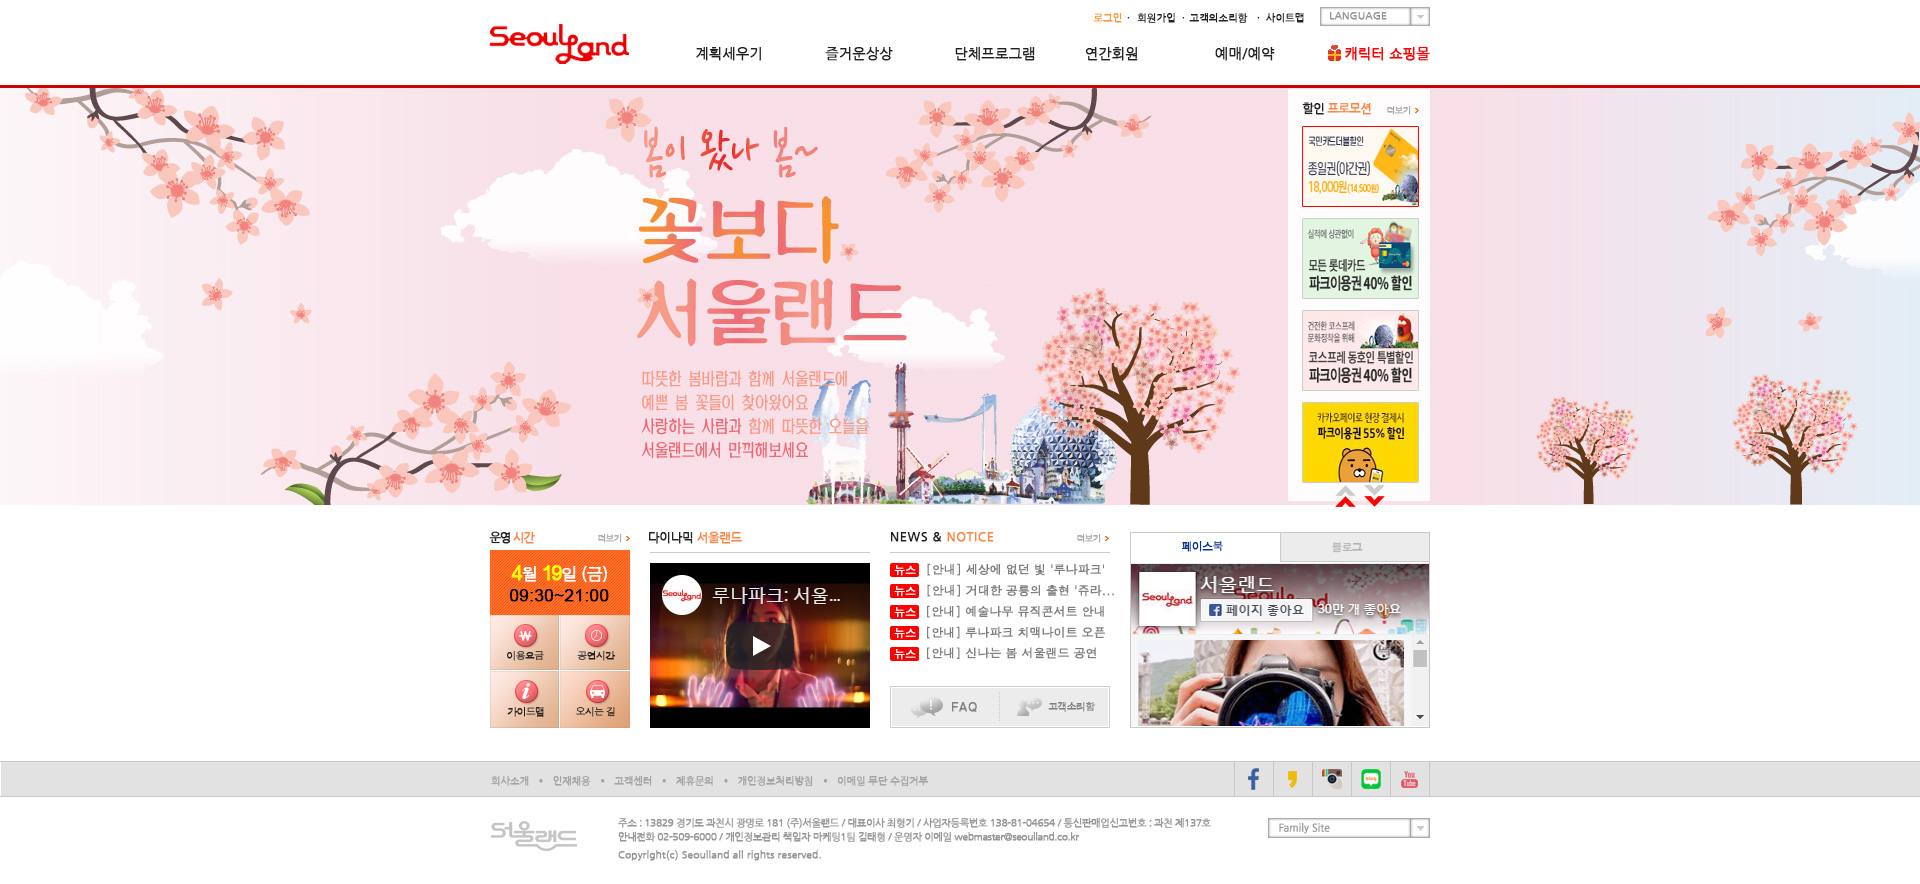 로그인 · 회원가입 · 고객의소리함 · 사이트맵
LANGUAGE
Seoulland
계획세우기
즐거운상상
단체프로그램
연간회원
예매/예약
캐릭터 쇼핑몰
봄이 왔나 봄~
꽃보다
서울랜드
따뜻한 봄바람과 함께 서울랜드에
예쁜 봄 꽃들이 찾아왔어요
사랑하는 사람과 함께 따뜻한 오늘을
서울랜드에서 만끽해보세요
할인 프로모션
더보기
국민카드더블할인
종일권(야간권)
18,000원(14,500원)
실적에 상관없이
모든 롯데카드
파크이용권 40% 할인
건전한 코스프레
문화정착을 위해
코스프레 동호인 특별할인
파크이용권 40% 할인
카카오페이로 현장 결제시
파크이용권 55% 할인
운영 시간
더보기
4월 19일 (금)
09:30~21:00
이용요금
공연시간
가이드맵
오시는 길
다이나믹 서울랜드
Seoulland
루나파크: 서울...
NEWS & NOTICE
더보기
뉴스 [안내] 세상에 없던 빛 '루나파크'
뉴스 [안내] 거대한 공룡의 출현 '쥬라...
뉴스 [안내] 예술나무 뮤직콘서트 안내
뉴스 [안내] 루나파크 치맥나이트 오픈
뉴스 [안내] 신나는 봄 서울랜드 공연
FAQ
고객소리함
페이스북
블로그
Seoulland
서울랜드
페이지 좋아요
30만 개 좋아요
회사소개 • 인재채용 • 고객센터 • 제휴문의 • 개인정보처리방침 • 이메일 무단 수집거부
blog
You
Tube
서울랜드
주소 : 13829 경기도 과천시 광명로 181 (주)서울랜드 / 대표이사 최형기 / 사업자등록번호 138-81-04654 / 통신판매업신고번호 : 과천 제137호
안내전화 02-509-6000 / 개인정보관리 책임자 마케팅1팀 길태형 / 운영자 이메일 webmaster@seoulland.co.kr
Copyright(c) Seoulland all rights reserved.
Family Site